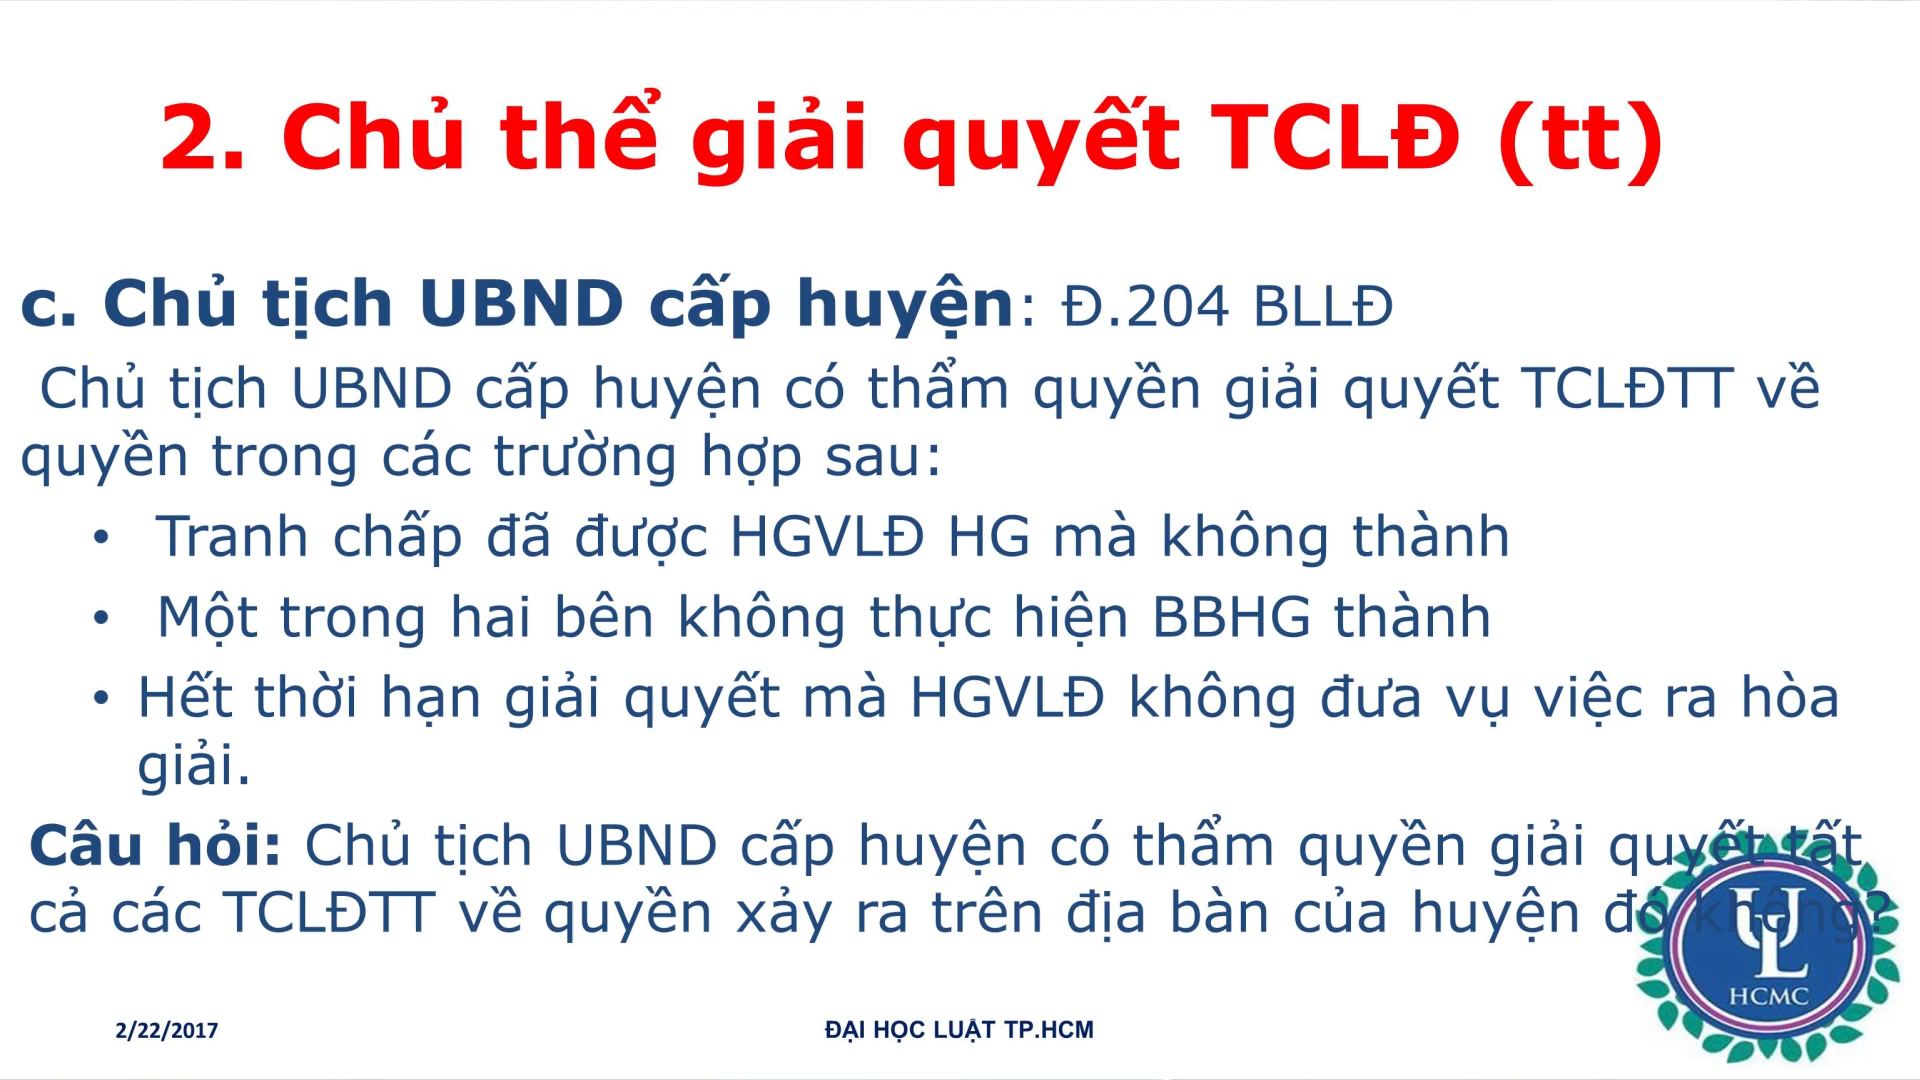 2. Chủ thể giải quyết TCLĐ (tt)
c. Chủ tịch UBND cấp huyện: Đ.204 BLLĐ
Chủ tịch UBND cấp huyện có thẩm quyền giải quyết TCLĐTT về
quyền trong các trường hợp sau:
• Tranh chấp đã được HGVLĐ HG mà không thành
• Một trong hai bên không thực hiện BBHG thành
• Hết thời hạn giải quyết mà HGVLĐ không đưa vụ việc ra hòa
giải.
Câu hỏi: Chủ tịch UBND cấp huyện có thẩm quyền giải quyết tất
cả các TCLĐTT về quyền xảy ra trên địa bàn của huyện đó không?
UL
HCMC
2/22/2017
ĐẠI HỌC LUẬT TP.HCM